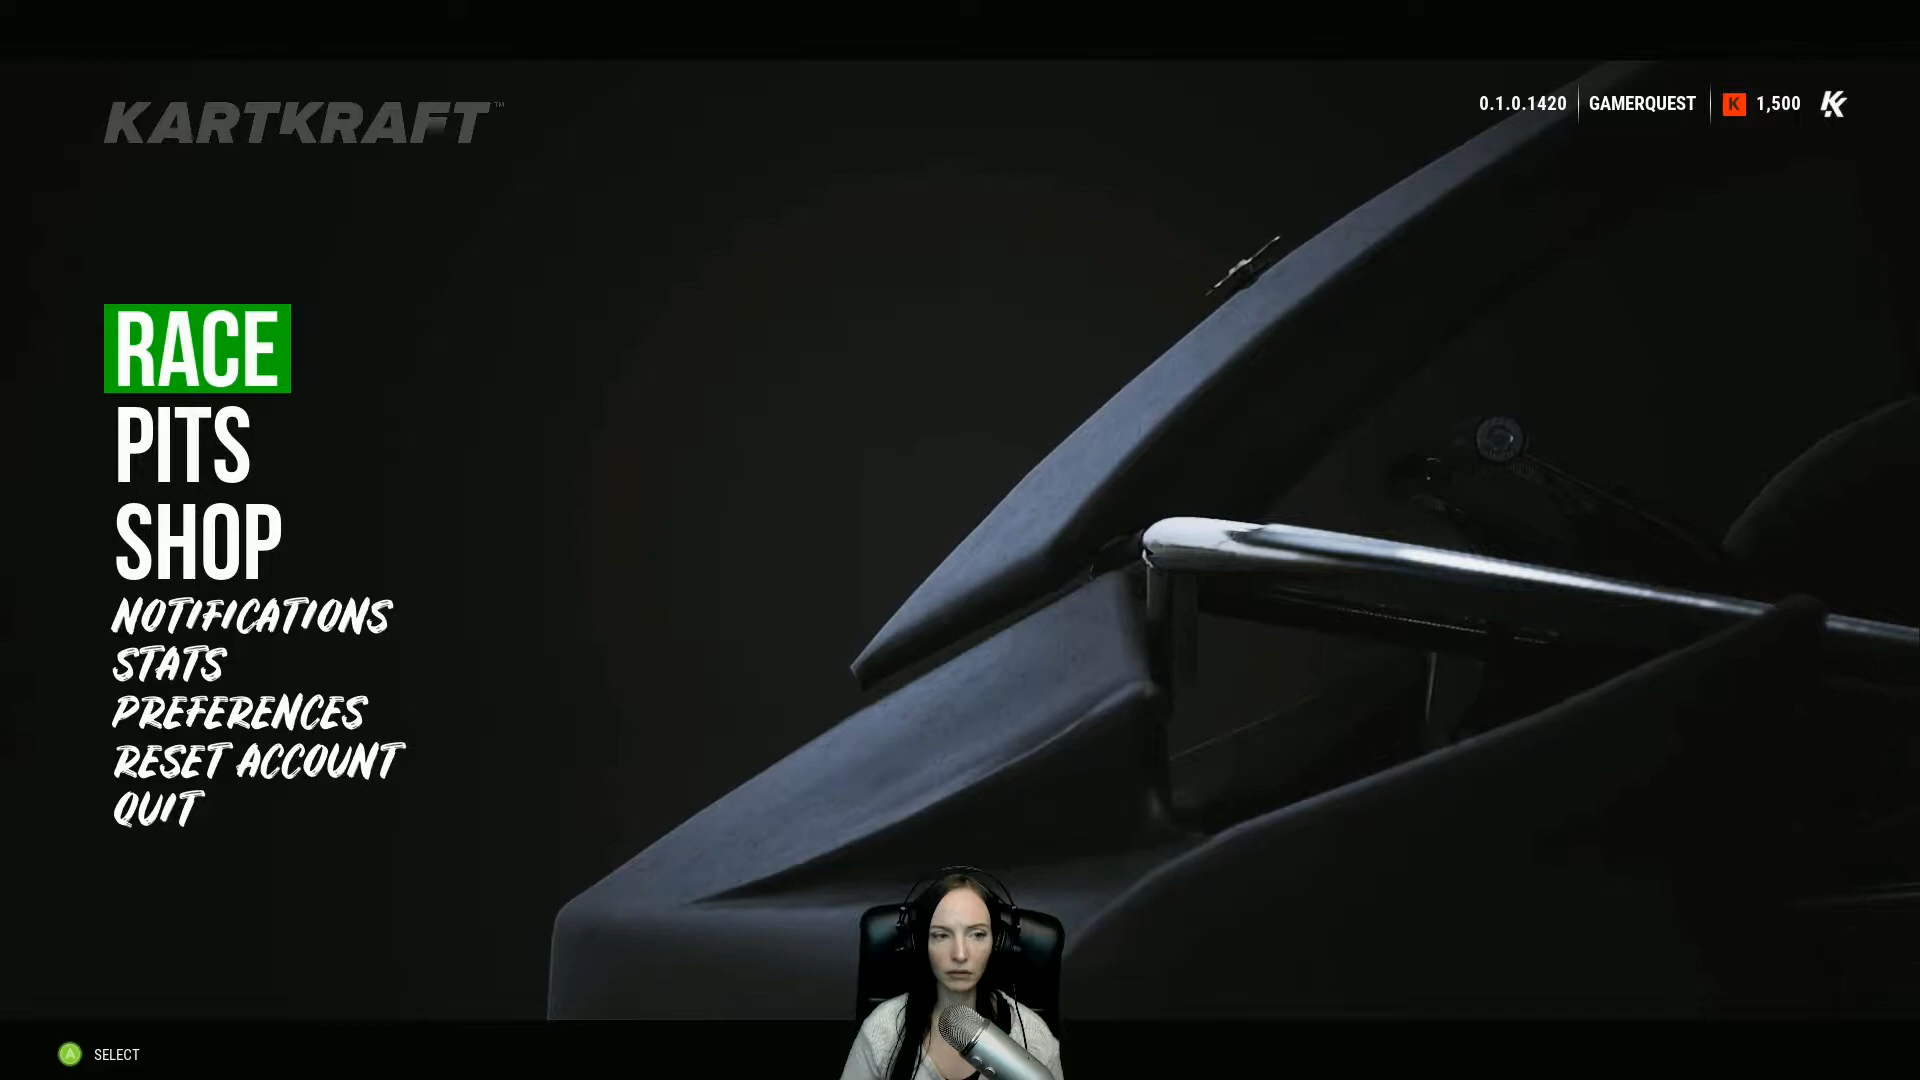 KARTKRAFT™
0.1.0.1420 GAMERQUEST K 1,500
RACE
PITS
SHOP
NOTIFICATIONS
STATS
PREFERENCES
RESET ACCOUNT
QUIT
A SELECT